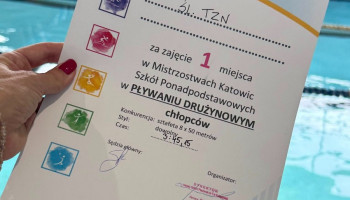 Śl. TZN
za zajęcie 1 miejsca
w Mistrzostwach Katowic
Szkół Ponadpodstawowych
w PŁYWANIU DRUŻYNOWYM
chłopców
Konkurencja: sztafeta 8 x 50 metrów
Styl: dowolny
Czas: 3:45,15
Sędzia główny:
DYREKTOR